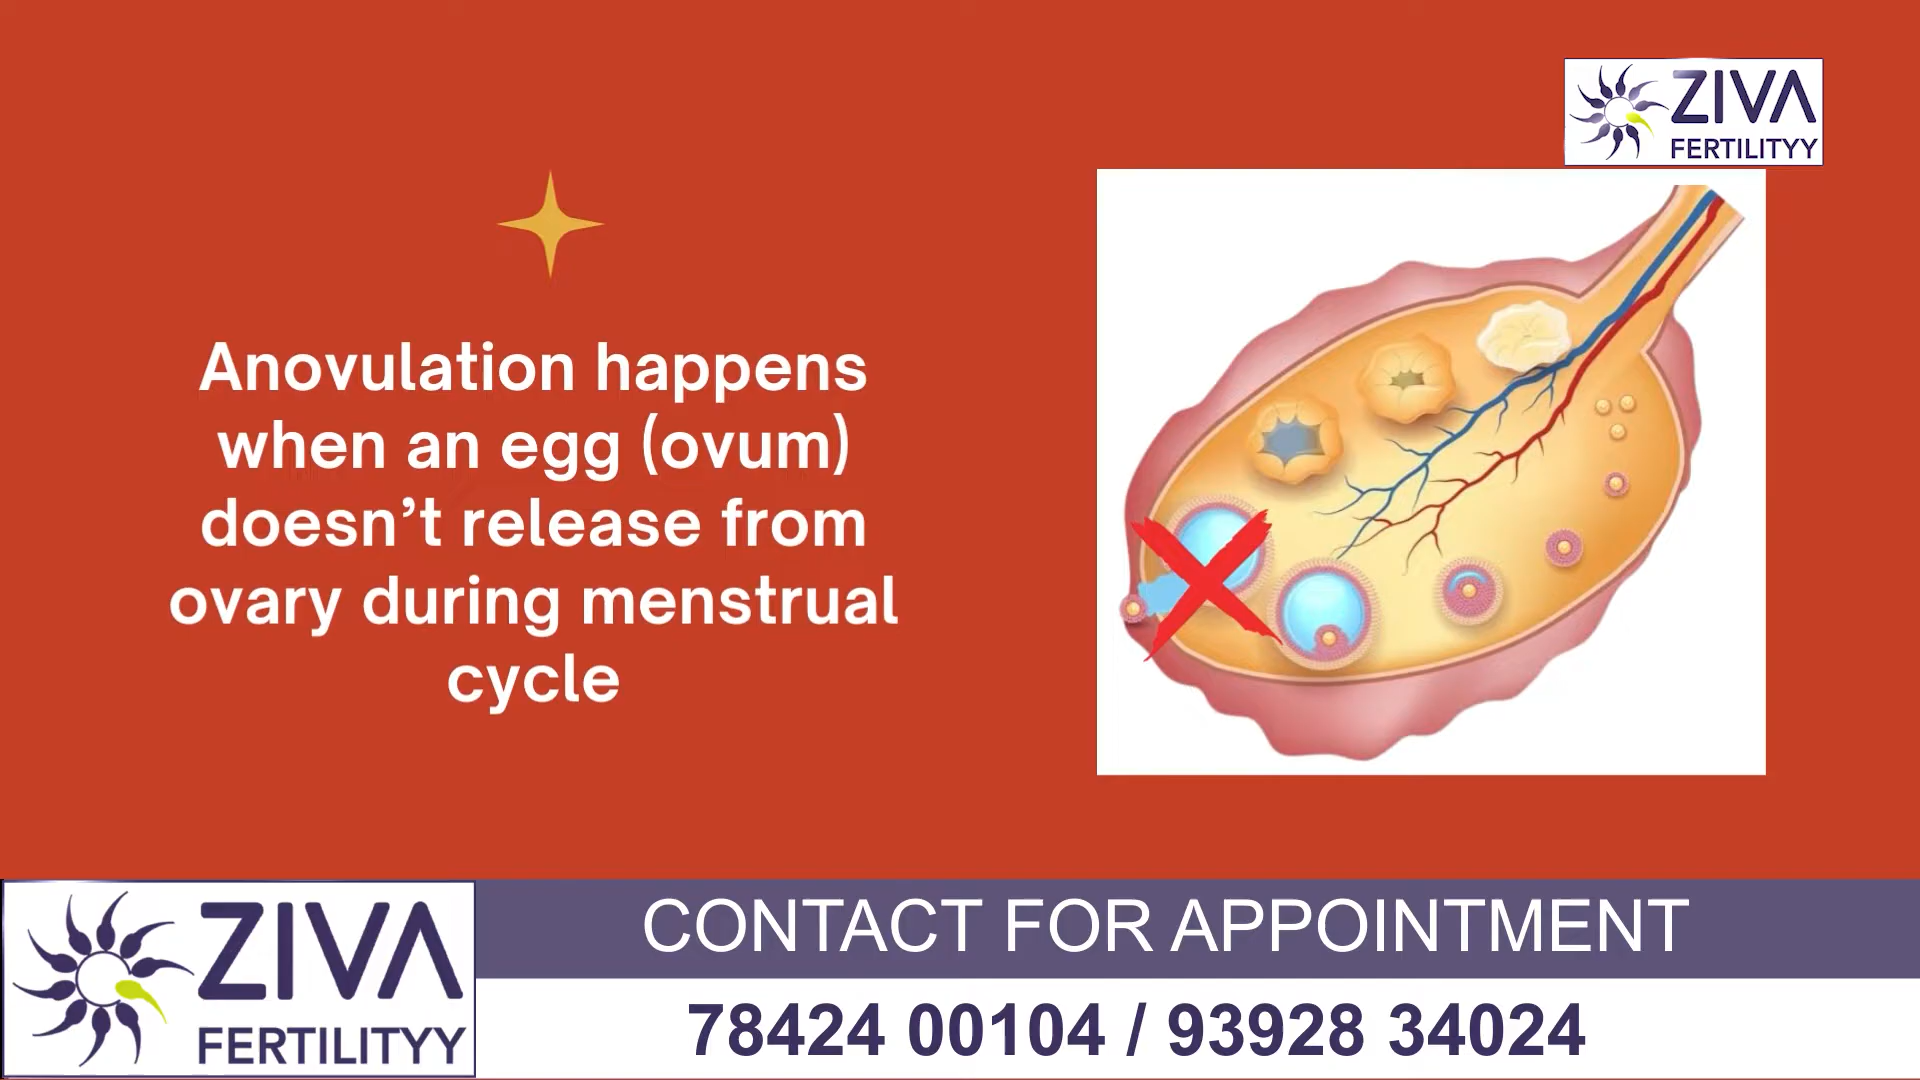 ZIVA
FERTILITYY
Anovulation happens
when an egg (ovum)
doesn’t release from
ovary during menstrual
cycle
ZIVA
FERTILITYY
CONTACT FOR APPOINTMENT
78424 00104 / 93928 34024